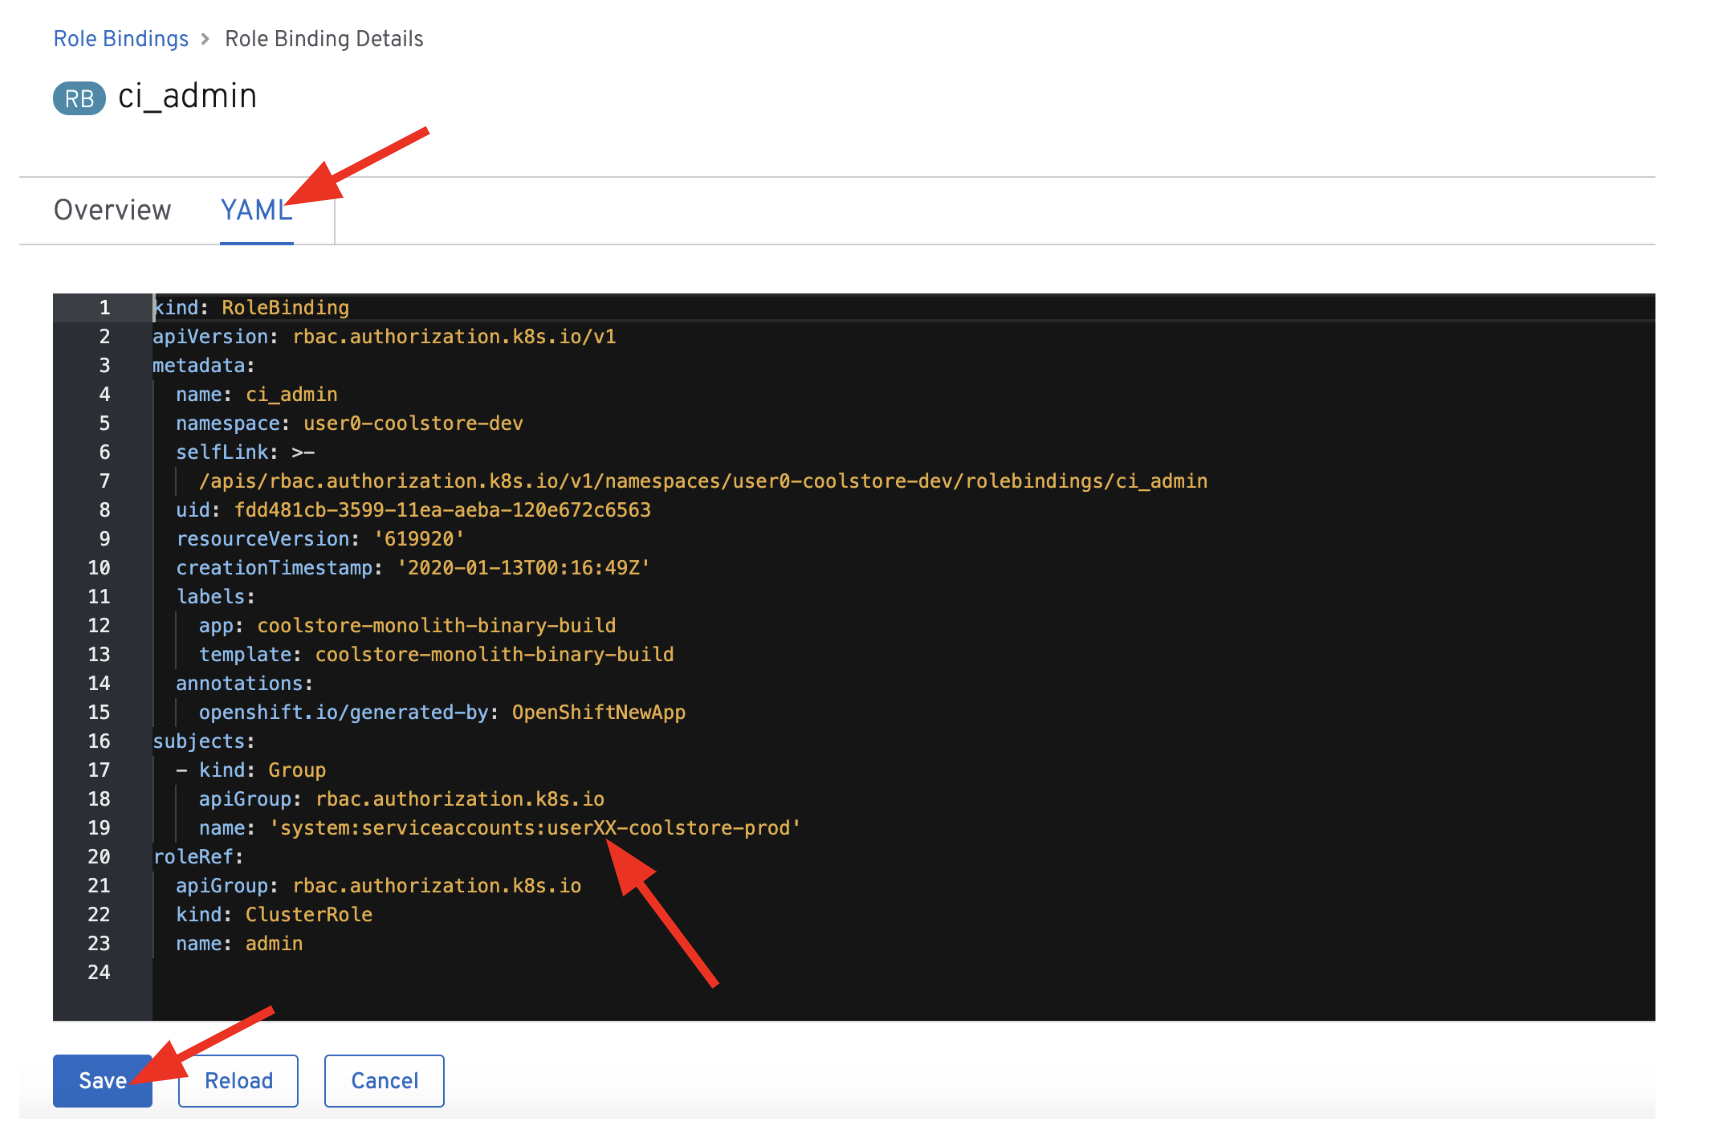 Role Bindings > Role Binding Details
RB ci_admin
Overview YAML
1 kind: RoleBinding
2 apiVersion: rbac.authorization.k8s.io/v1
3 metadata:
4 name: ci_admin
5 namespace: user0-coolstore-dev
6 selfLink: >-
7 /apis/rbac.authorization.k8s.io/v1/namespaces/user0-coolstore-dev/rolebindings/ci_admin
8 uid: fdd481cb-3599-11ea-aeba-120e672c6563
9 resourceVersion: '619920'
10 creationTimestamp: '2020-01-13T00:16:49Z'
11 labels:
12 app: coolstore-monolith-binary-build
13 template: coolstore-monolith-binary-build
14 annotations:
15 openshift.io/generated-by: OpenShiftNewApp
16 subjects:
17 - kind: Group
18 apiGroup: rbac.authorization.k8s.io
19 name: 'system:serviceaccounts:userXX-coolstore-prod'
20 roleRef:
21 apiGroup: rbac.authorization.k8s.io
22 kind: ClusterRole
23 name: admin
24
Save Reload Cancel